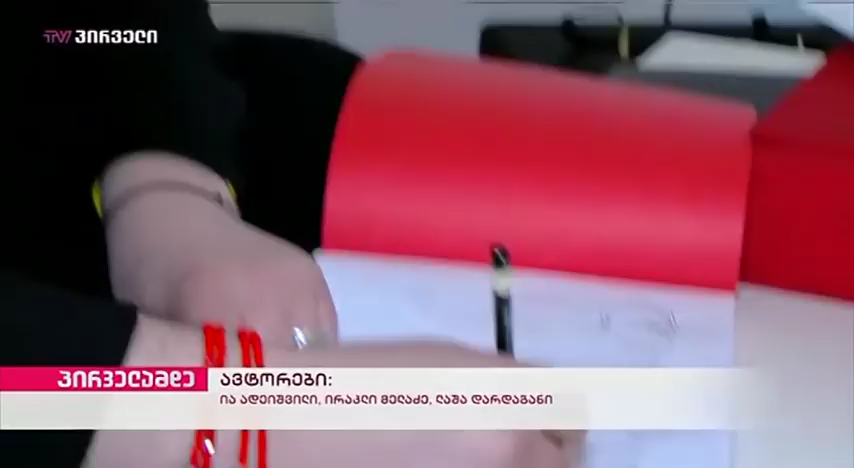 TV ᲞᲘᲠᲕᲔᲚᲘ
ᲞᲘᲠᲕᲔᲚᲐᲛᲓᲔ
ᲐᲕᲢᲝᲠᲔᲑᲘ:
ᲘᲐ ᲐᲓᲔᲘᲨᲕᲘᲚᲘ, ᲘᲠᲐᲙᲚᲘ ᲛᲔᲚᲐᲫᲔ, ᲚᲐᲨᲐ ᲓᲐᲠᲓᲐᲒᲐᲜᲘ